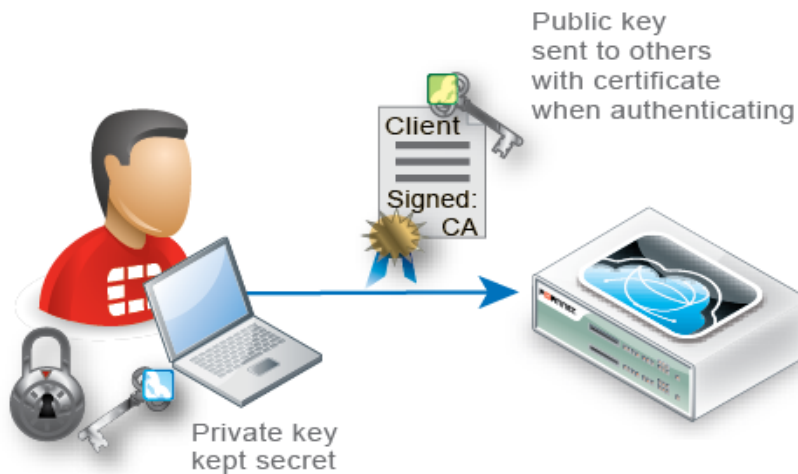 Public key
sent to others
with certificate
when authenticating
Client
Signed:
CA
Private key
kept secret